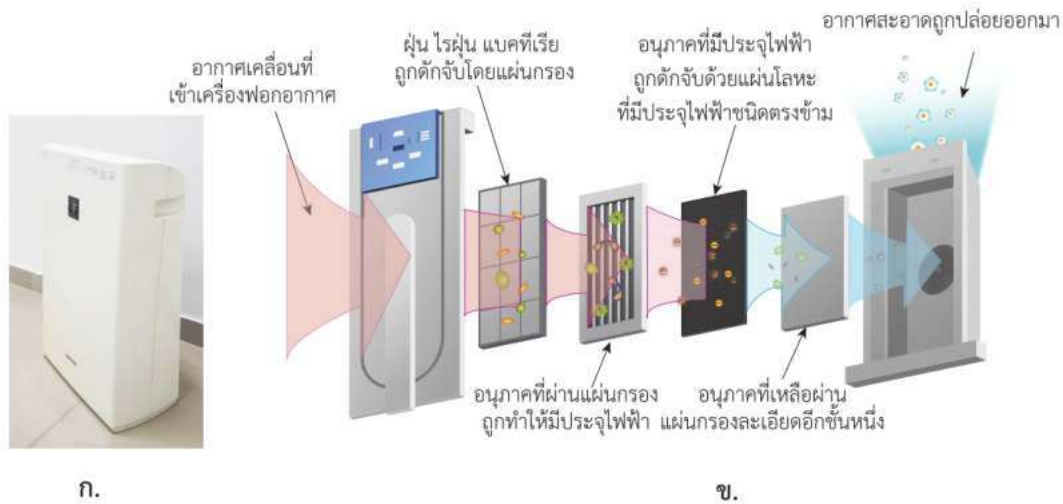 อากาศเคลื่อนที่
เข้าเครื่องฟอกอากาศ
ฝุ่น ไรฝุ่น แบคทีเรีย
ถูกดักจับโดยแผ่นกรอง
อนุภาคที่มีประจุไฟฟ้า
ถูกดักจับด้วยแผ่นโลหะ
ที่มีประจุไฟฟ้าชนิดตรงข้าม
อากาศสะอาดถูกปล่อยออกมา
อนุภาคที่ผ่านแผ่นกรอง
ถูกทำให้มีประจุไฟฟ้า
อนุภาคที่เหลือผ่าน
แผ่นกรองละเอียดอีกชั้นหนึ่ง
ก.
ข.